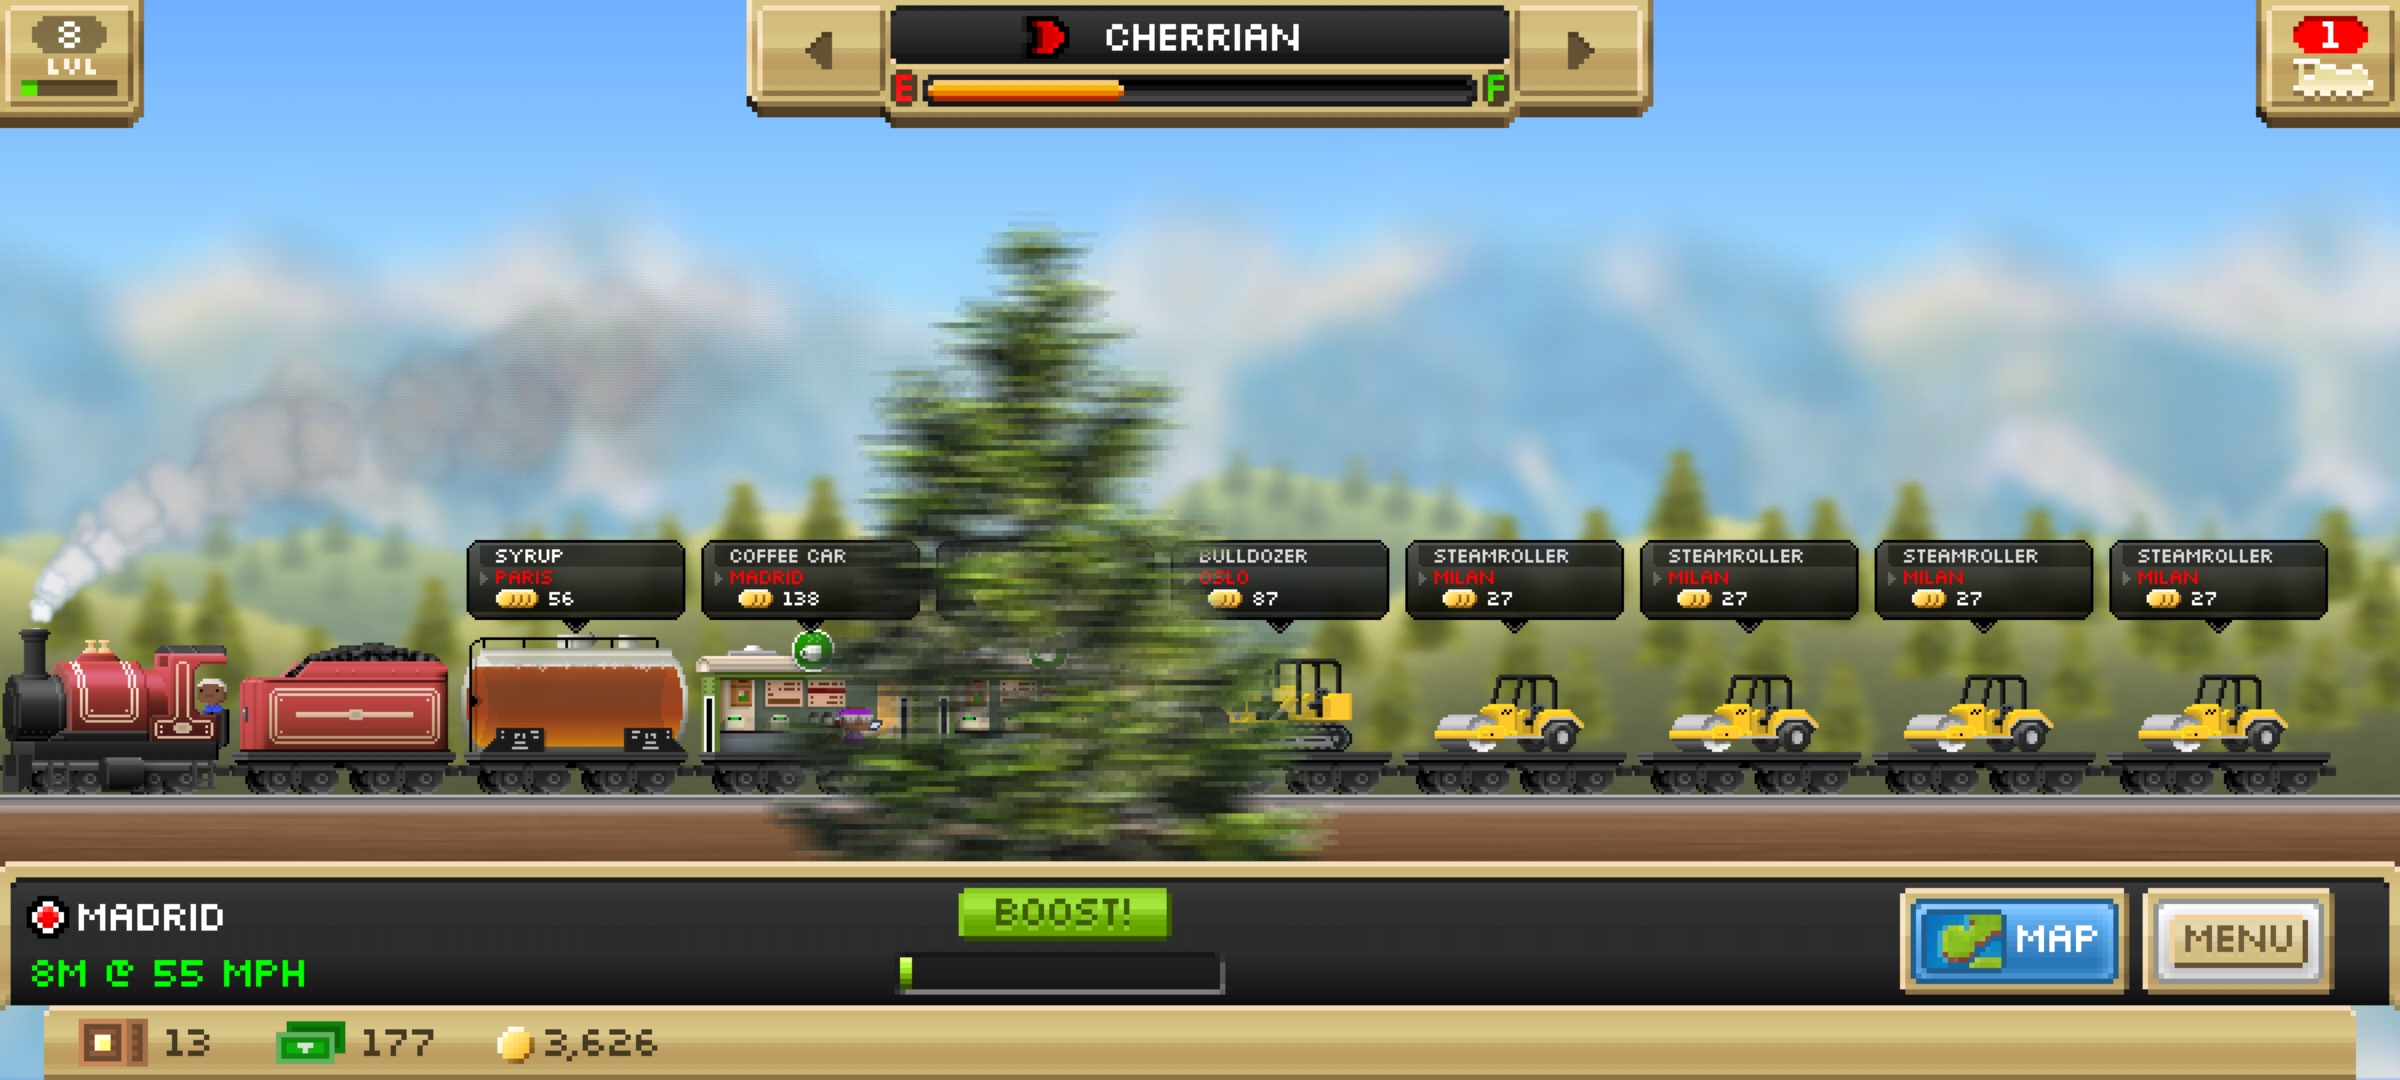 8
LVL
CHERRIAN
E F
1
SYRUP
PARIS
56
COFFEE CAR
MADRID
138
BULLDOZER
OSLO
87
STEAMROLLER
MILAN
27
STEAMROLLER
MILAN
27
STEAMROLLER
MILAN
27
STEAMROLLER
MILAN
27
MADRID
8M @ 55 MPH
BOOST!
MAP
MENU
13
177
3,626